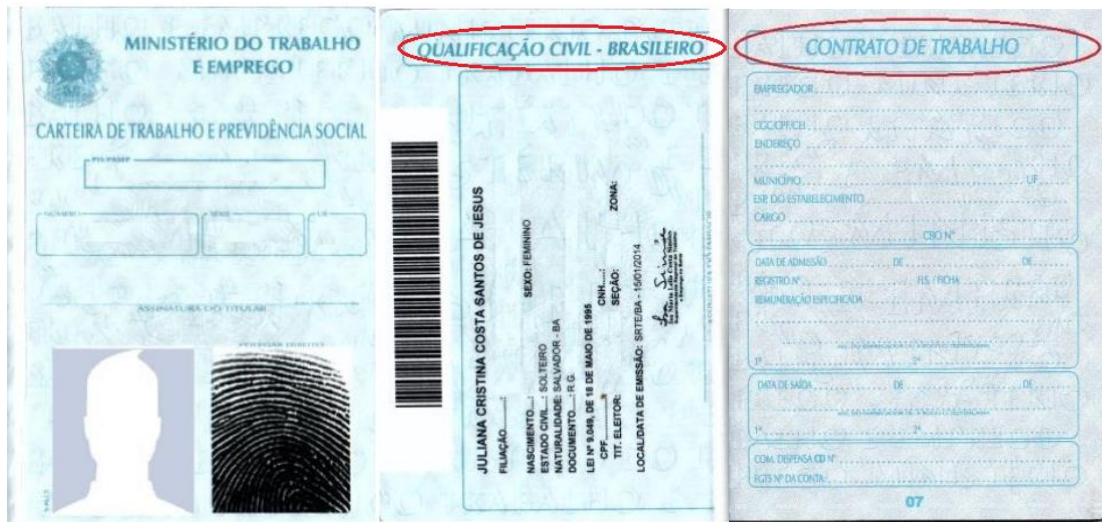 MINISTÉRIO DO TRABALHO
E EMPREGO
CARTEIRA DE TRABALHO E PREVIDÊNCIA SOCIAL
PIS/PASEP
NÚMERO
SÉRIE
UF
ASSINATURA DO TITULAR
POLEGAR DIREITO
QUALIFICAÇÃO CIVIL - BRASILEIRO
JULIANA CRISTINA COSTA SANTOS DE JESUS
FILIAÇÃO......:
NASCIMENTO...: SEXO: FEMININO
ESTADO CIVIL...: SOLTEIRO
NATURALIDADE: SALVADOR - BA
DOCUMENTO....: R.G.
LEI Nº 9.049, DE 18 DE MAIO DE 1995
CPF............: CNH....:
TIT. ELEITOR: SEÇÃO: ZONA:
LOCAL/DATA DE EMISSÃO: SRTE/BA - 15/01/2014
CONTRATO DE TRABALHO
EMPREGADOR
CGC/CPF/CEI
ENDEREÇO
MUNICÍPIO UF
ESP. DO ESTABELECIMENTO
CARGO
CBO Nº
DATA DE ADMISSÃO DE DE
REGISTRO Nº FLS. / FICHA
REMUNERAÇÃO ESPECIFICADA
1º 2º
DATA DE SAÍDA DE DE
1º 2º
COM. DISPENSA CD Nº
FGTS Nº DA CONTA
07